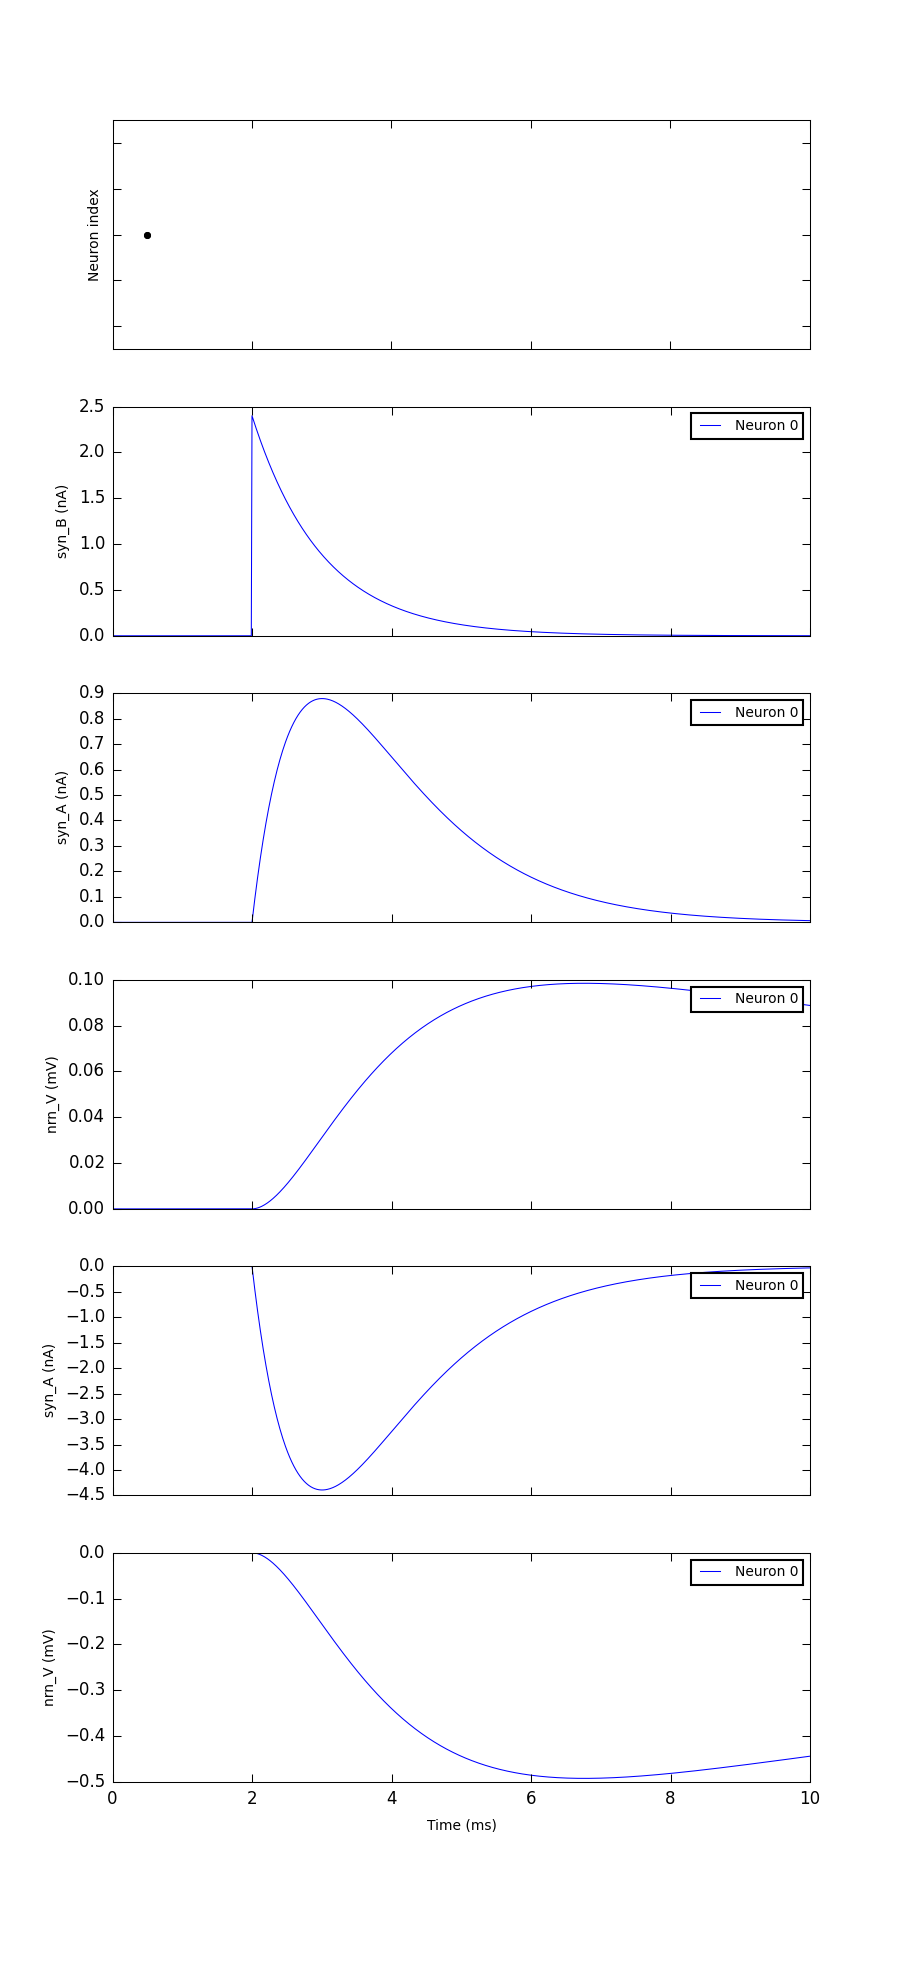 Neuron index
2.5
2.0
1.5
1.0
0.5
0.0
syn_B (nA)
Neuron 0
0.9
0.8
0.7
0.6
0.5
0.4
0.3
0.2
0.1
0.0
syn_A (nA)
Neuron 0
0.10
0.08
0.06
0.04
0.02
0.00
nrn_V (mV)
Neuron 0
0.0
−0.5
−1.0
−1.5
−2.0
−2.5
−3.0
−3.5
−4.0
−4.5
syn_A (nA)
Neuron 0
0.0
−0.1
−0.2
−0.3
−0.4
−0.5
nrn_V (mV)
Neuron 0
0 2 4 6 8 10
Time (ms)